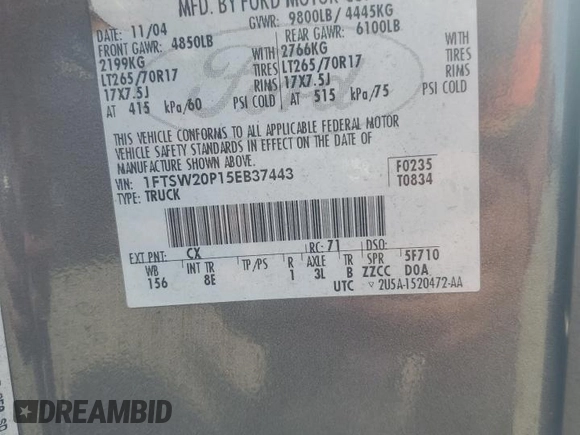 MFD. BY FORD MOTOR
DATE: 11/04 GVWR: 9800LB/ 4445KG
FRONT GAWR: 4850LB REAR GAWR: 6100LB
2199KG 2766KG
LT265/70R17 TIRES LT265/70R17 TIRES
17X7.5J RIMS 17X7.5J RIMS
AT 415 kPa/60 PSI COLD AT 515 kPa/75 PSI COLD
Ford
THIS VEHICLE CONFORMS TO ALL APPLICABLE FEDERAL MOTOR
VEHICLE SAFETY STANDARDS IN EFFECT ON THE DATE OF
MANUFACTURE SHOWN ABOVE.
VIN: 1FTSW20P15EB37443 F0235
TYPE: TRUCK T0834
EXT PNT: CX RC: 71 DSO:
WB INT TR TP/PS R AXLE TR SPR 5F710
156 8E 1 3L B ZZCC D0A
UTC ▽ 2U5A-1520472-AA
DREAMBID